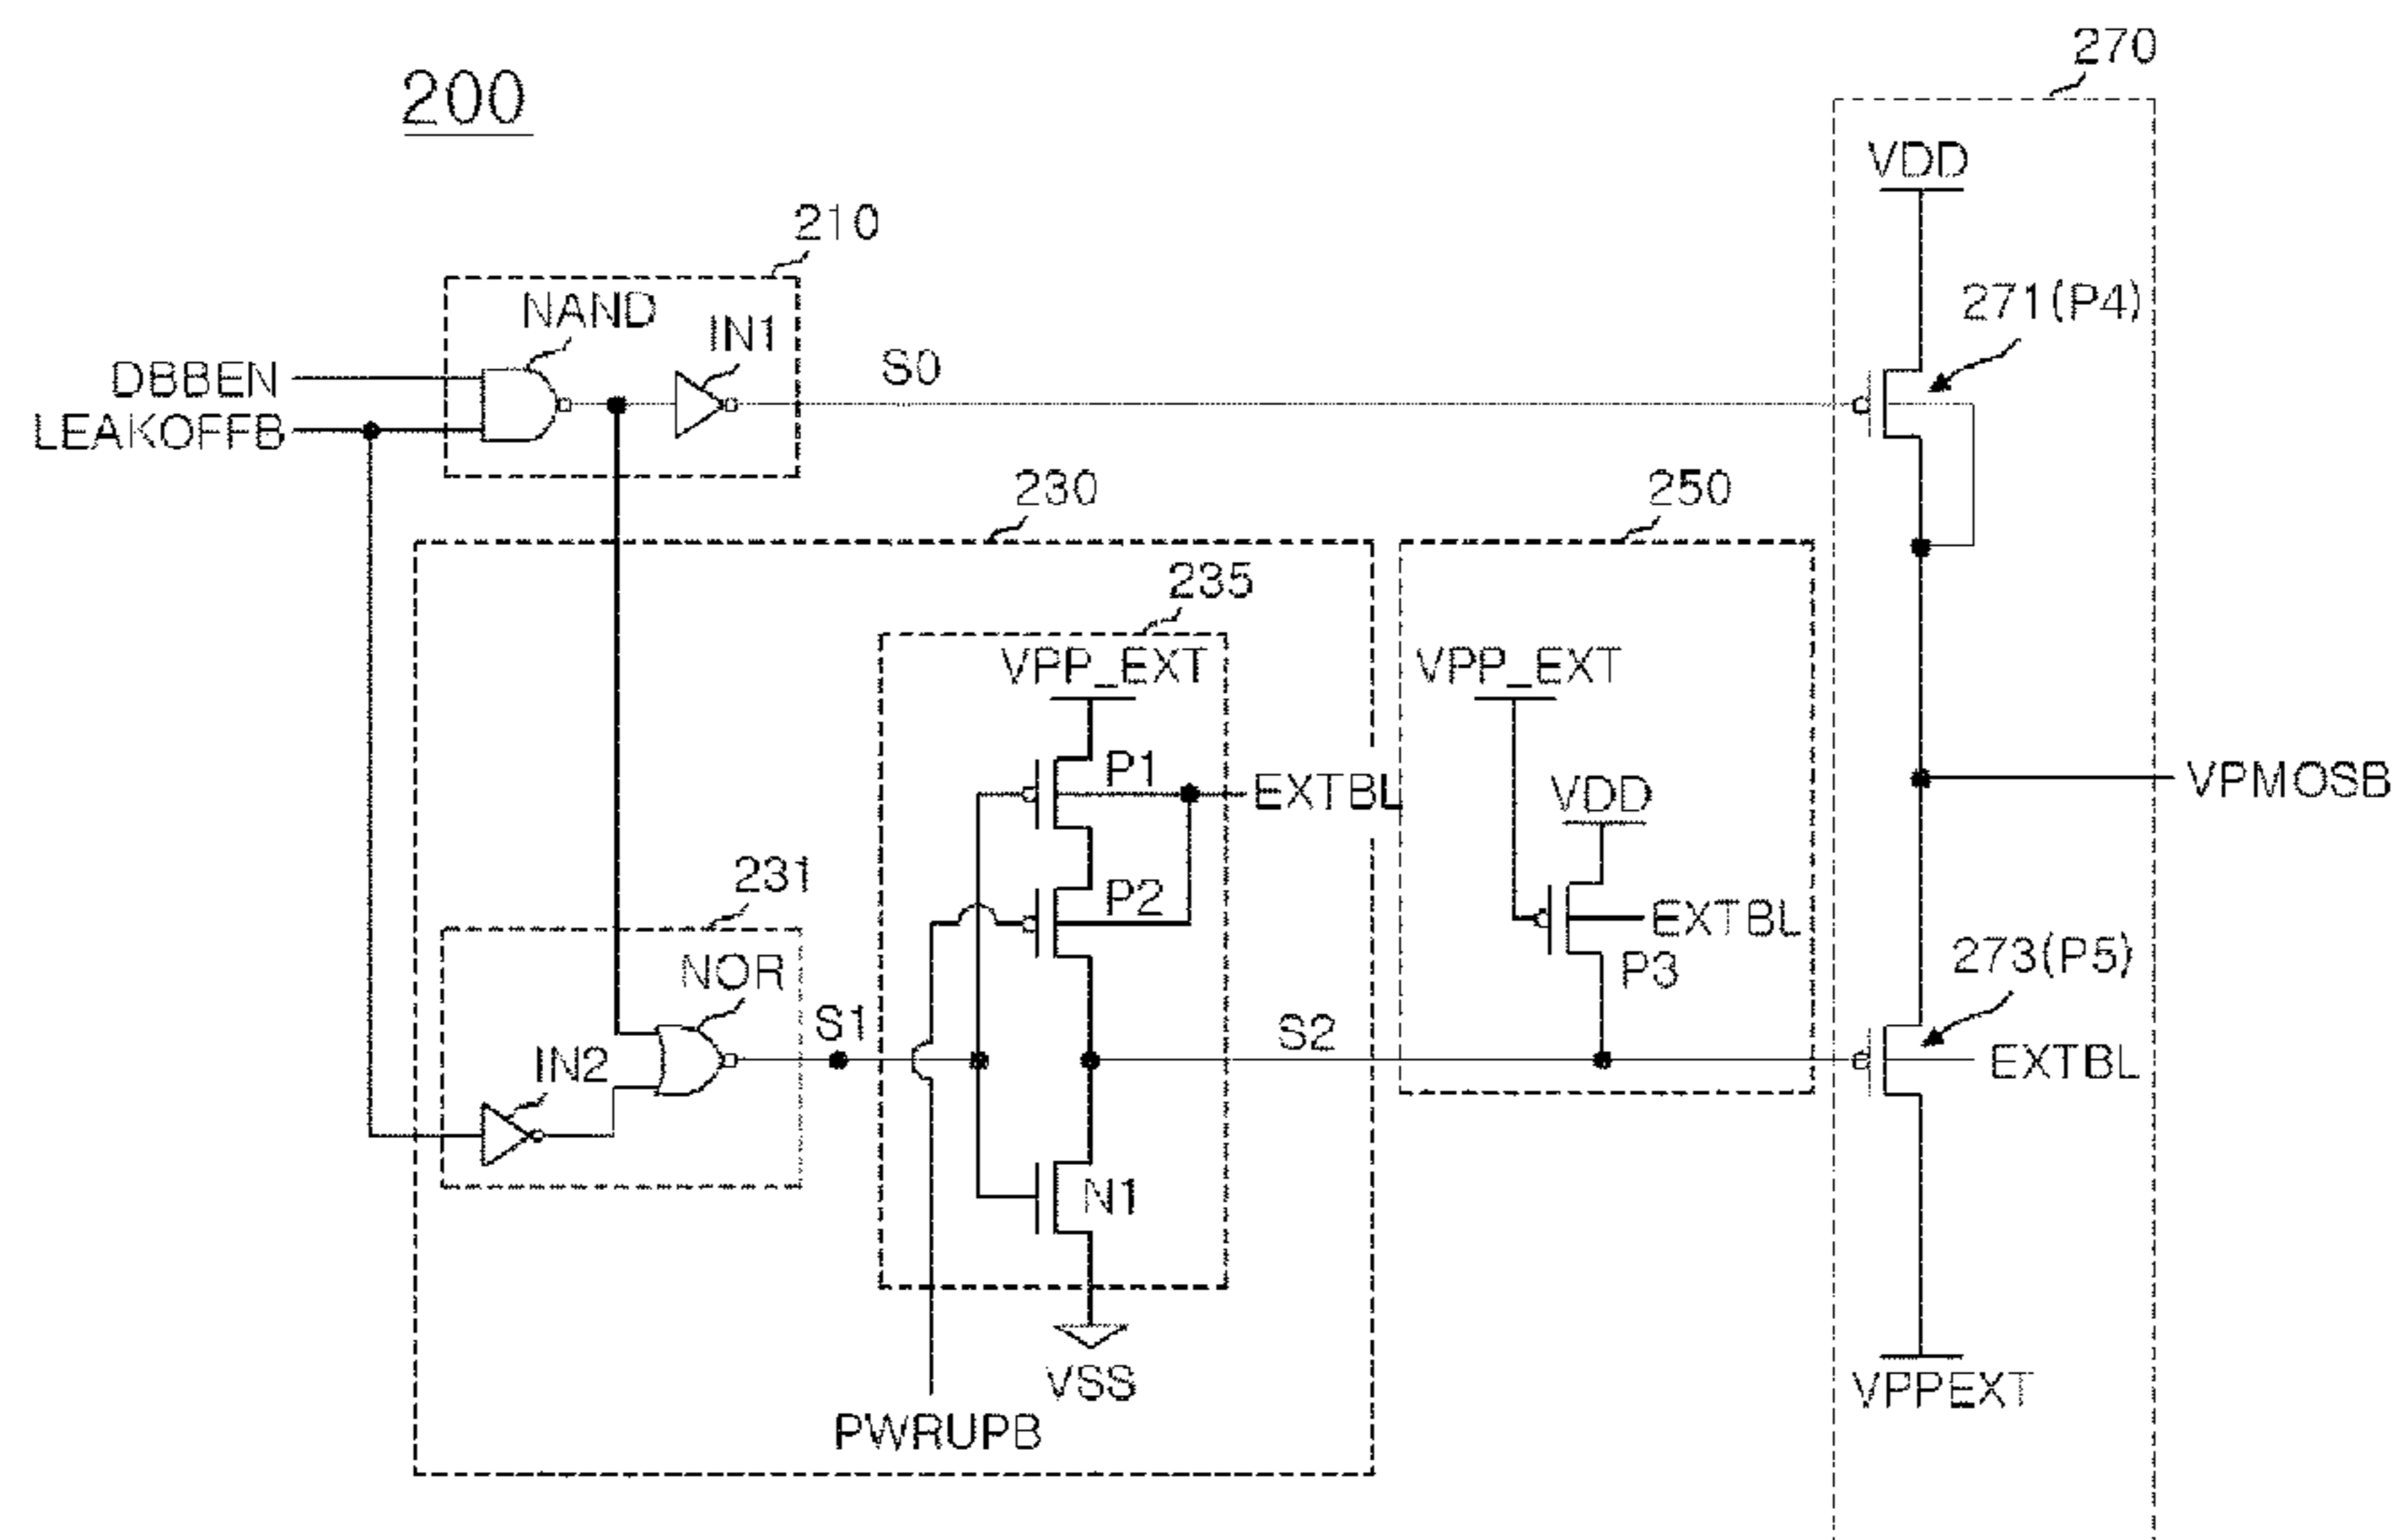 270
200
VDD
210
NAND
IN1
271(P4)
S0
DBBEN
LEAKOFFB
230
250
235
VPP_EXT
VPP_EXT
P1
EXTBL
VDD
VPMOSB
231
P2
EXTBL
NOR
P3
273(P5)
S1
S2
IN2
EXTBL
N1
VSS
VPPEXT
PWRUPB